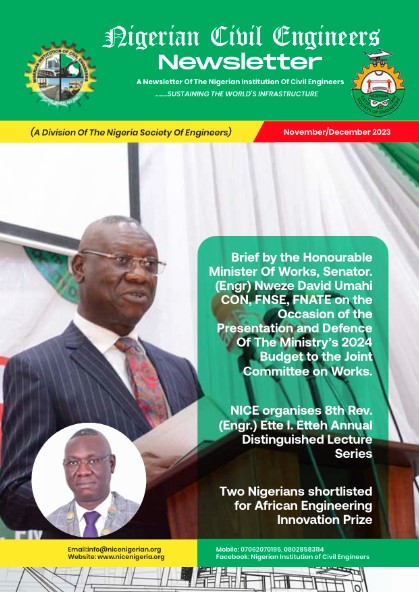 Nigerian Civil Engineers
Newsletter
A Newsletter Of The Nigerian Institution Of Civil Engineers
......SUSTAINING THE WORLD'S INFRASTRUCTURE
(A Division Of The Nigeria Society Of Engineers)
November/December 2023
Brief by the Honourable
Minister Of Works, Senator.
(Engr) Nweze David Umahi
CON, FNSE, FNATE on the
Occasion of the
Presentation and Defence
Of The Ministry's 2024
Budget to the Joint
Committee on Works.
NICE organises 8th Rev.
(Engr.) Ette I. Etteh Annual
Distinguished Lecture
Series
Two Nigerians shortlisted
for African Engineering
Innovation Prize
Email:info@nicenigerian.org
Website: www.nicenigeria.org
Mobile: 07062070195, 08028583114
Facebook: Nigerian Institution of Civil Engineers